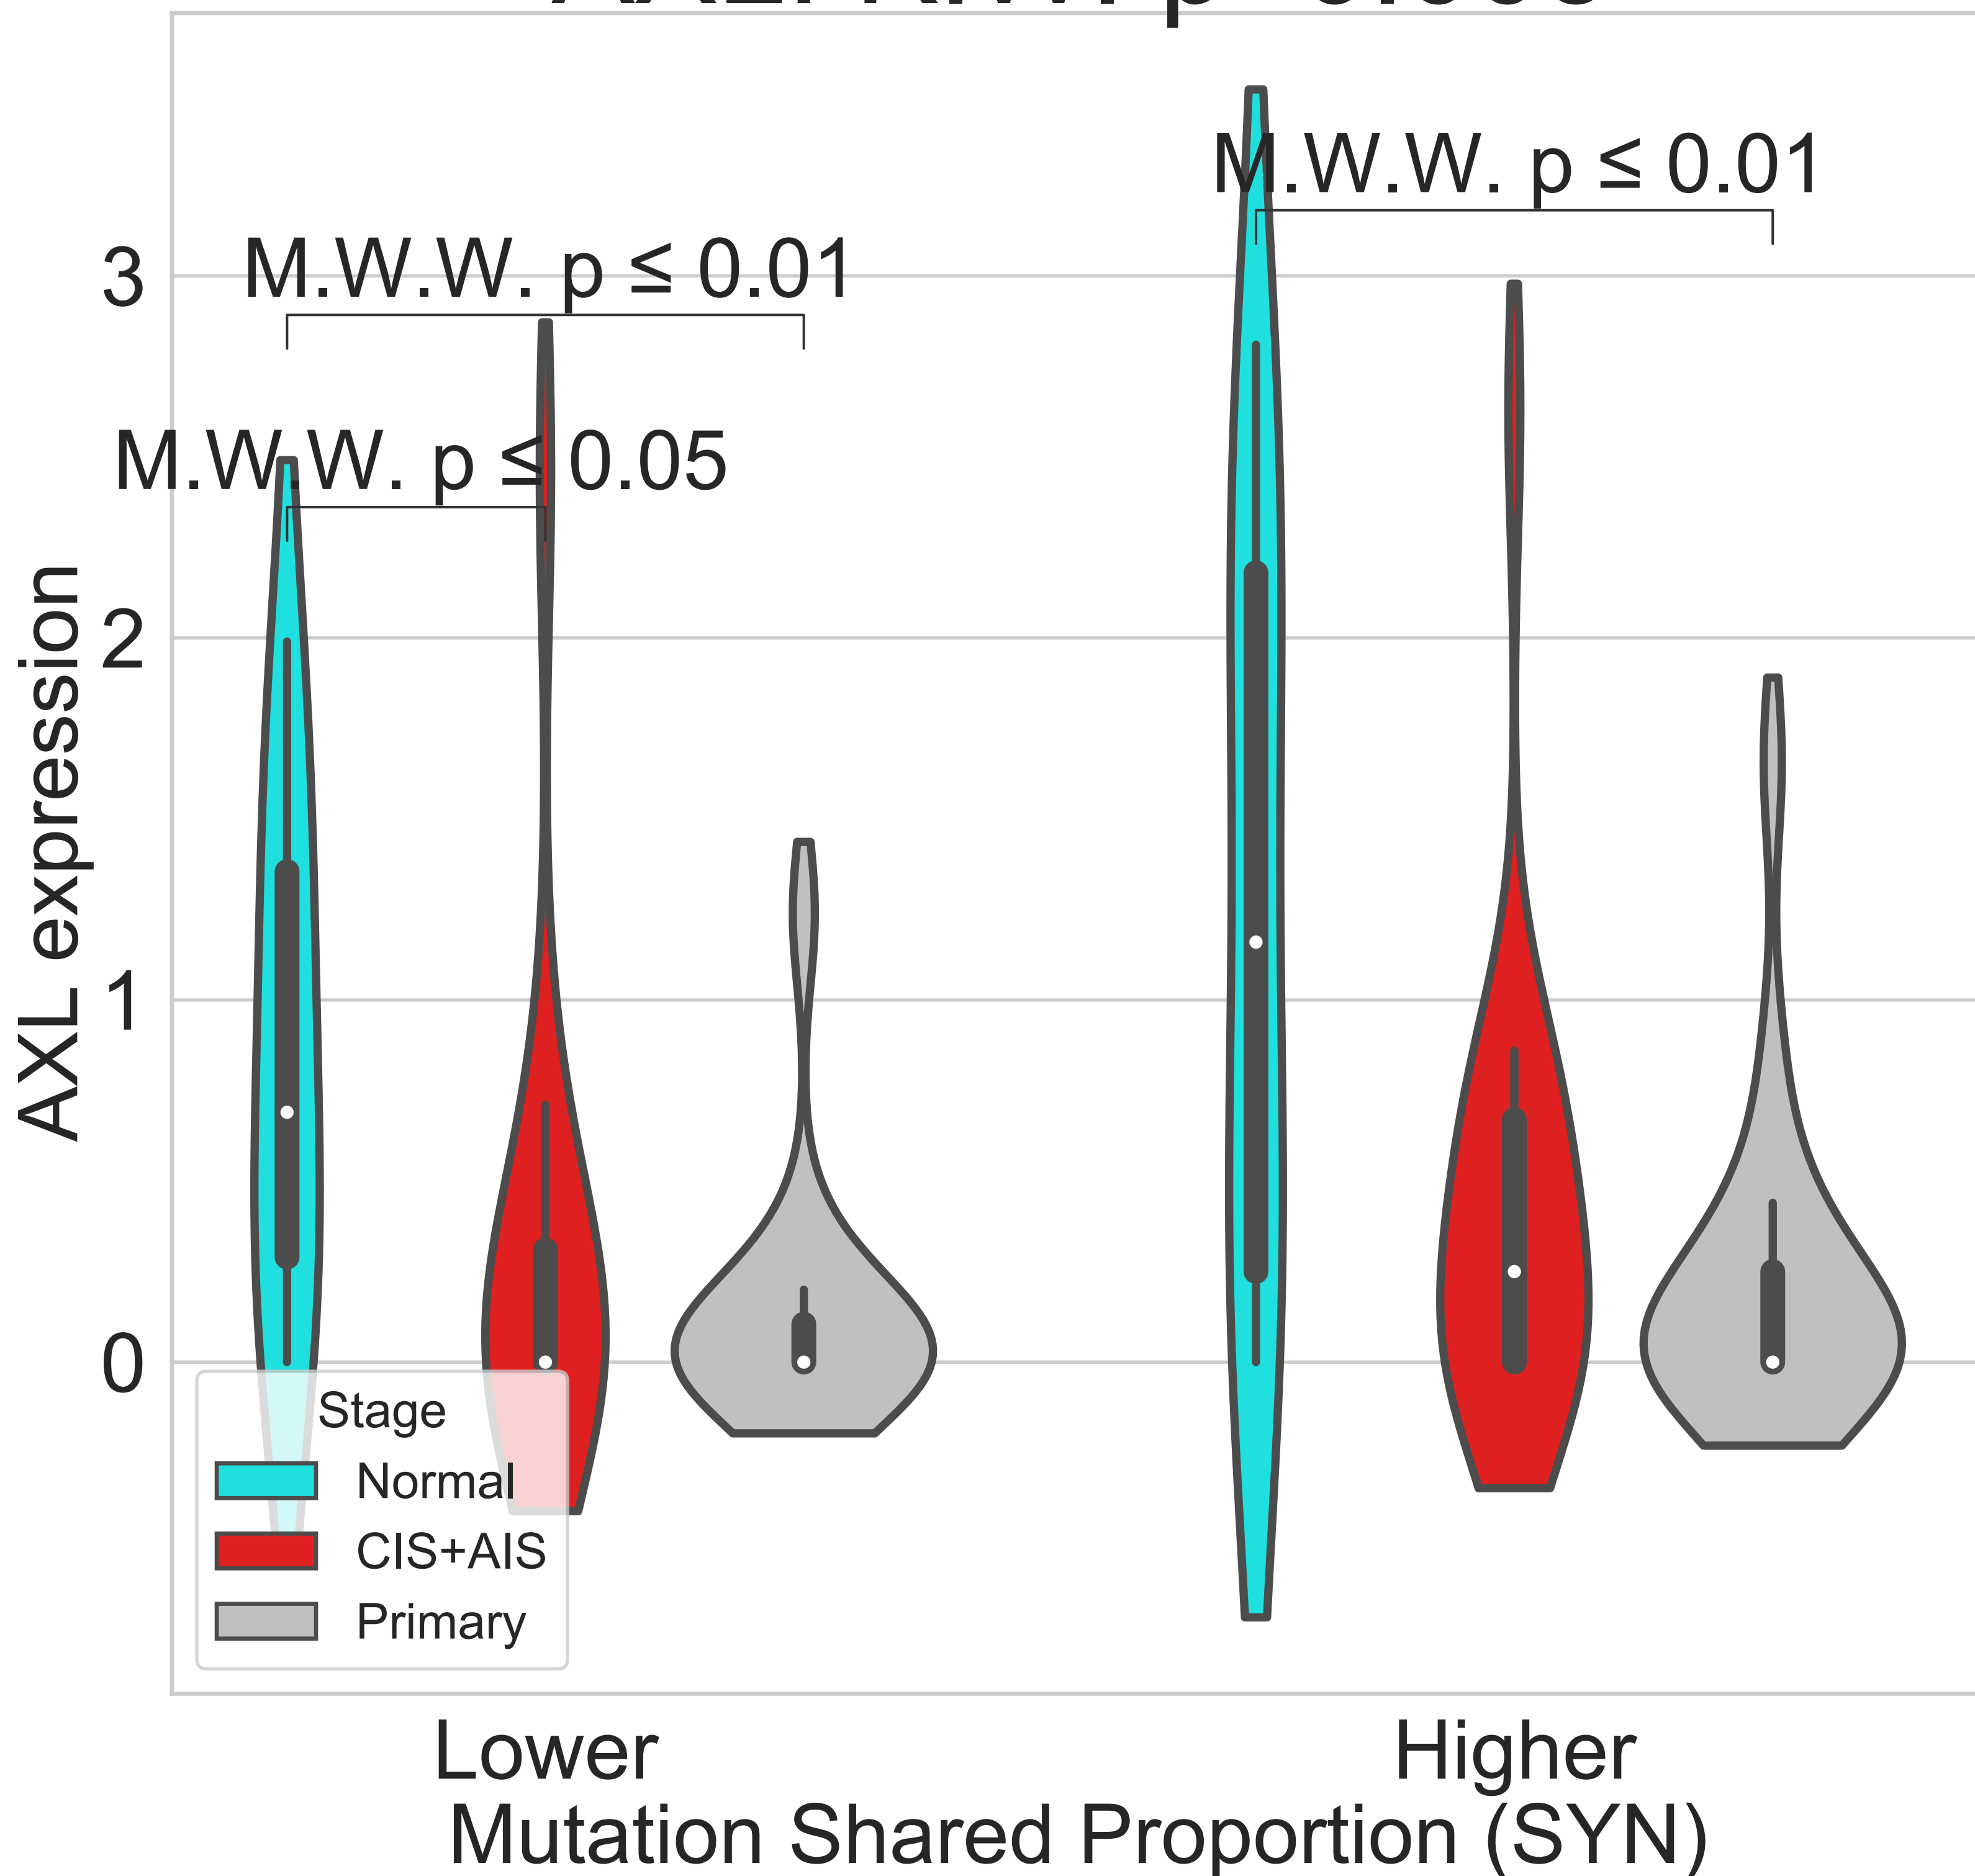 M.W.W. p ≤ 0.01
3
M.W.W. p ≤ 0.01
M.W.W. p ≤ 0.05
2
AXL expression
1
0
Stage
Normal
CIS+AIS
Primary
Lower
Higher
Mutation Shared Proportion (SYN)